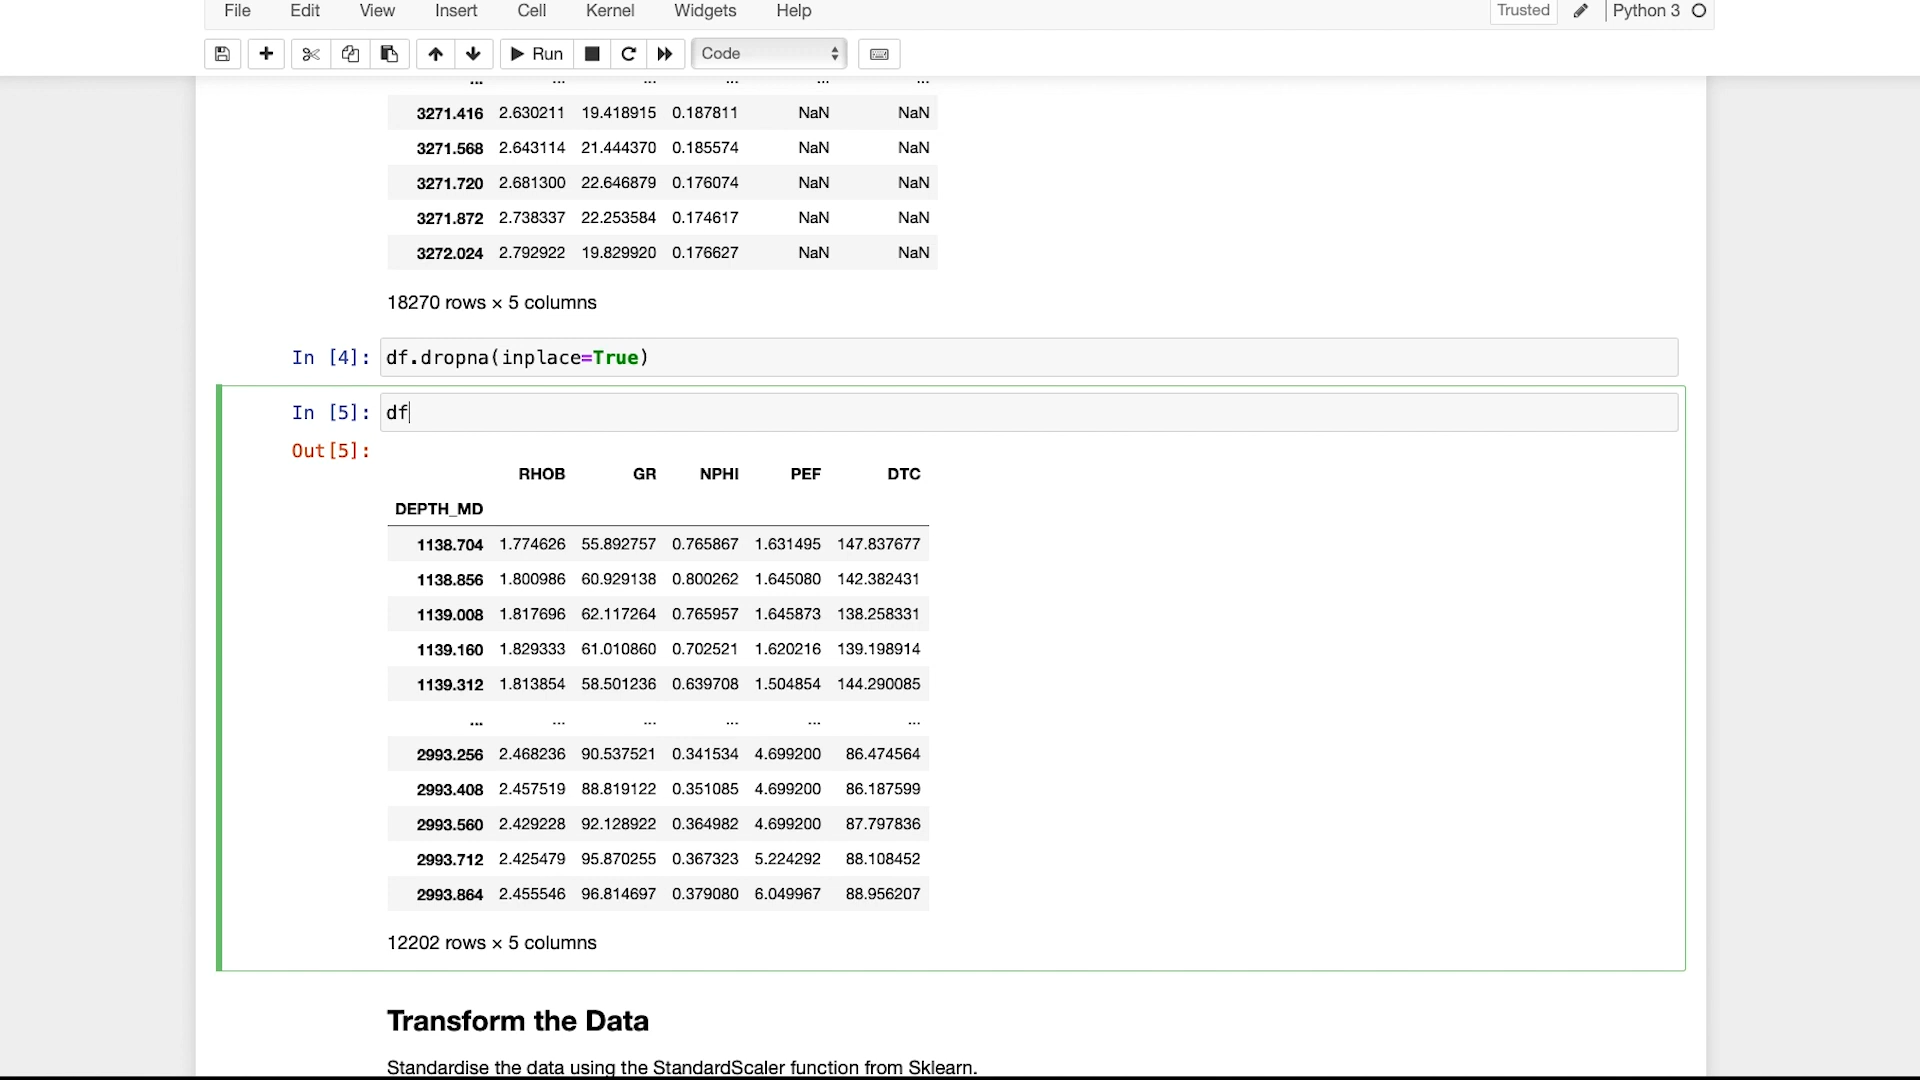 File Edit View Insert Cell Kernel Widgets Help Trusted Python 3
Run Code
... ... ... ... ... ...
3271.416 2.630211 19.418915 0.187811 NaN NaN
3271.568 2.643114 21.444370 0.185574 NaN NaN
3271.720 2.681300 22.646879 0.176074 NaN NaN
3271.872 2.738337 22.253584 0.174617 NaN NaN
3272.024 2.792922 19.829920 0.176627 NaN NaN
18270 rows × 5 columns
In [4]: df.dropna(inplace=True)
In [5]: df
Out[5]:
RHOB GR NPHI PEF DTC
DEPTH_MD
1138.704 1.774626 55.892757 0.765867 1.631495 147.837677
1138.856 1.800986 60.929138 0.800262 1.645080 142.382431
1139.008 1.817696 62.117264 0.765957 1.645873 138.258331
1139.160 1.829333 61.010860 0.702521 1.620216 139.198914
1139.312 1.813854 58.501236 0.639708 1.504854 144.290085
... ... ... ... ... ...
2993.256 2.468236 90.537521 0.341534 4.699200 86.474564
2993.408 2.457519 88.819122 0.351085 4.699200 86.187599
2993.560 2.429228 92.128922 0.364982 4.699200 87.797836
2993.712 2.425479 95.870255 0.367323 5.224292 88.108452
2993.864 2.455546 96.814697 0.379080 6.049967 88.956207
12202 rows × 5 columns
Transform the Data
Standardise the data using the StandardScaler function from Sklearn.